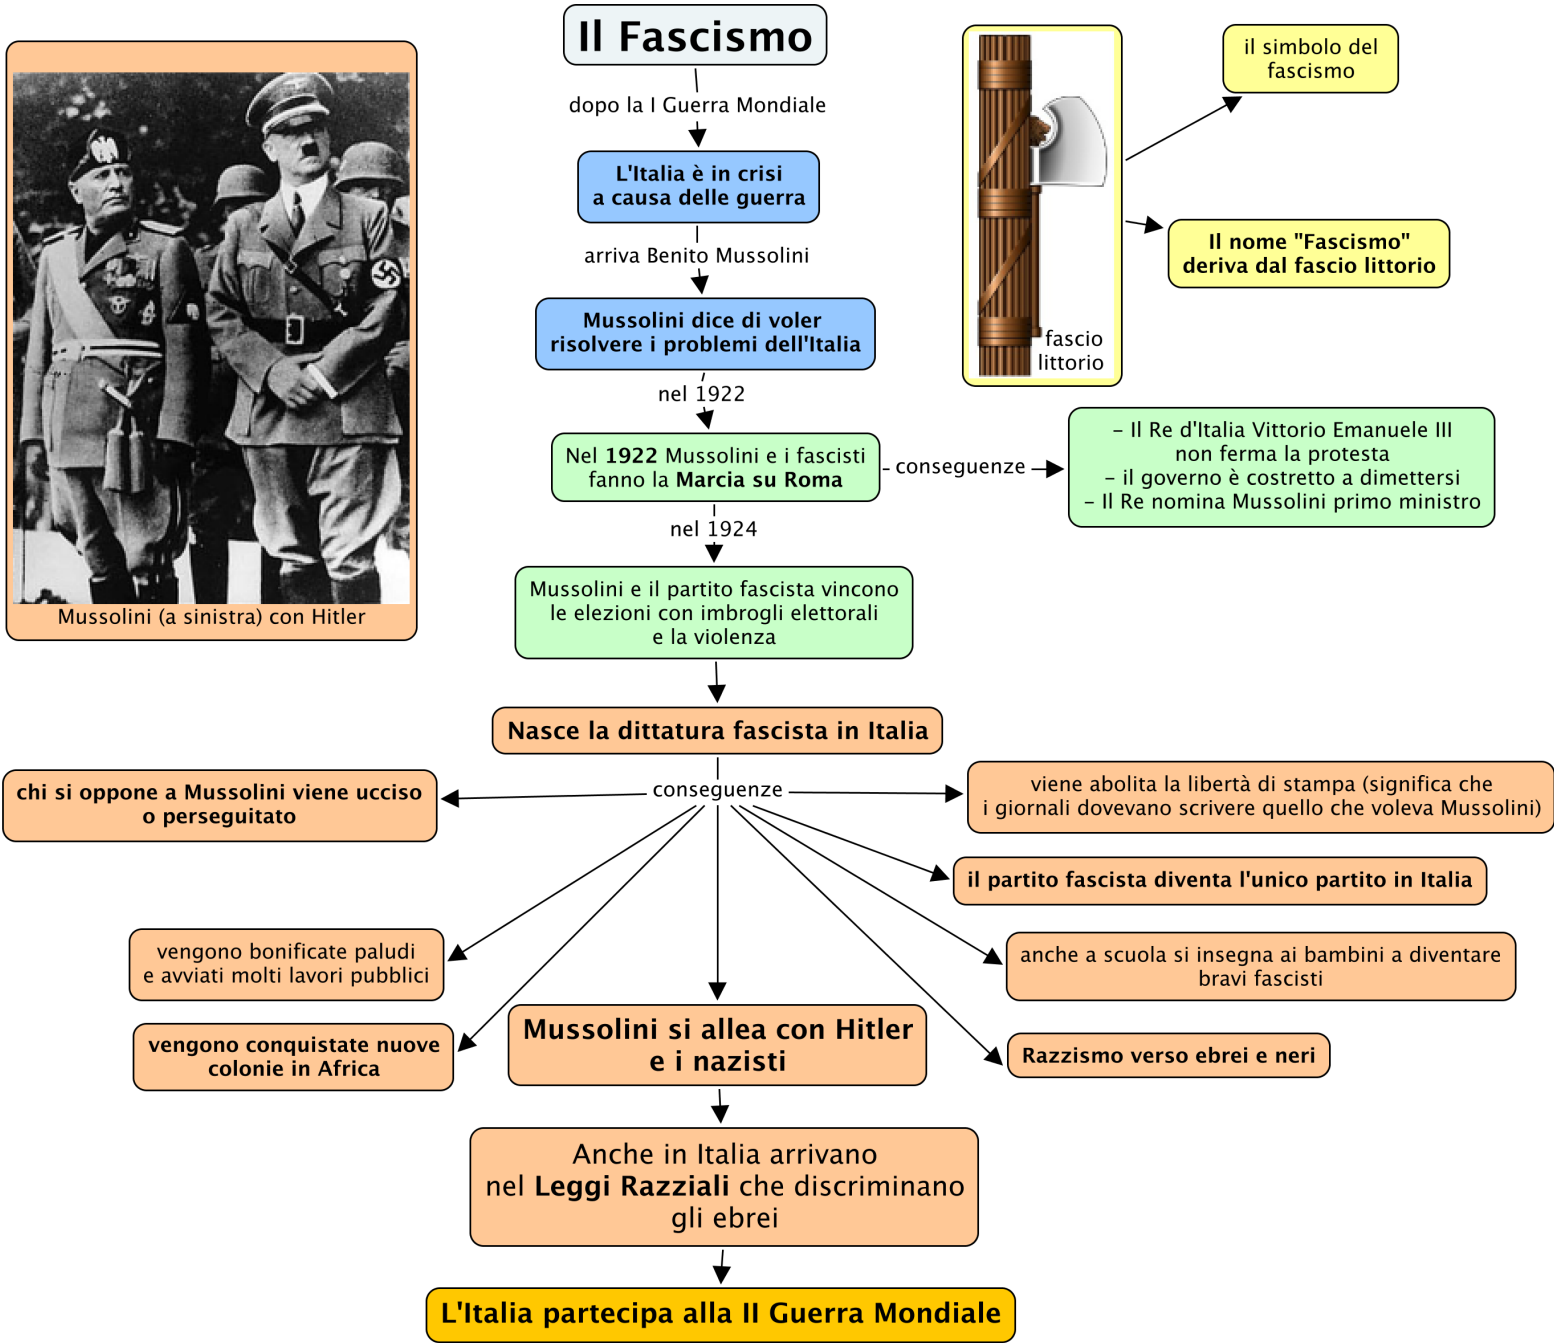 Il Fascismo
dopo la I Guerra Mondiale
L'Italia è in crisi
a causa delle guerra
arriva Benito Mussolini
Mussolini dice di voler
risolvere i problemi dell'Italia
nel 1922
Nel 1922 Mussolini e i fascisti
fanno la Marcia su Roma
conseguenze
– Il Re d'Italia Vittorio Emanuele III
non ferma la protesta
– il governo è costretto a dimettersi
– Il Re nomina Mussolini primo ministro
il simbolo del
fascismo
Il nome "Fascismo"
deriva dal fascio littorio
fascio
littorio
Mussolini (a sinistra) con Hitler
nel 1924
Mussolini e il partito fascista vincono
le elezioni con imbrogli elettorali
e la violenza
Nasce la dittatura fascista in Italia
conseguenze
chi si oppone a Mussolini viene ucciso
o perseguitato
viene abolita la libertà di stampa (significa che
i giornali dovevano scrivere quello che voleva Mussolini)
il partito fascista diventa l'unico partito in Italia
vengono bonificate paludi
e avviati molti lavori pubblici
anche a scuola si insegna ai bambini a diventare
bravi fascisti
vengono conquistate nuove
colonie in Africa
Mussolini si allea con Hitler
e i nazisti
Razzismo verso ebrei e neri
Anche in Italia arrivano
nel Leggi Razziali che discriminano
gli ebrei
L'Italia partecipa alla II Guerra Mondiale